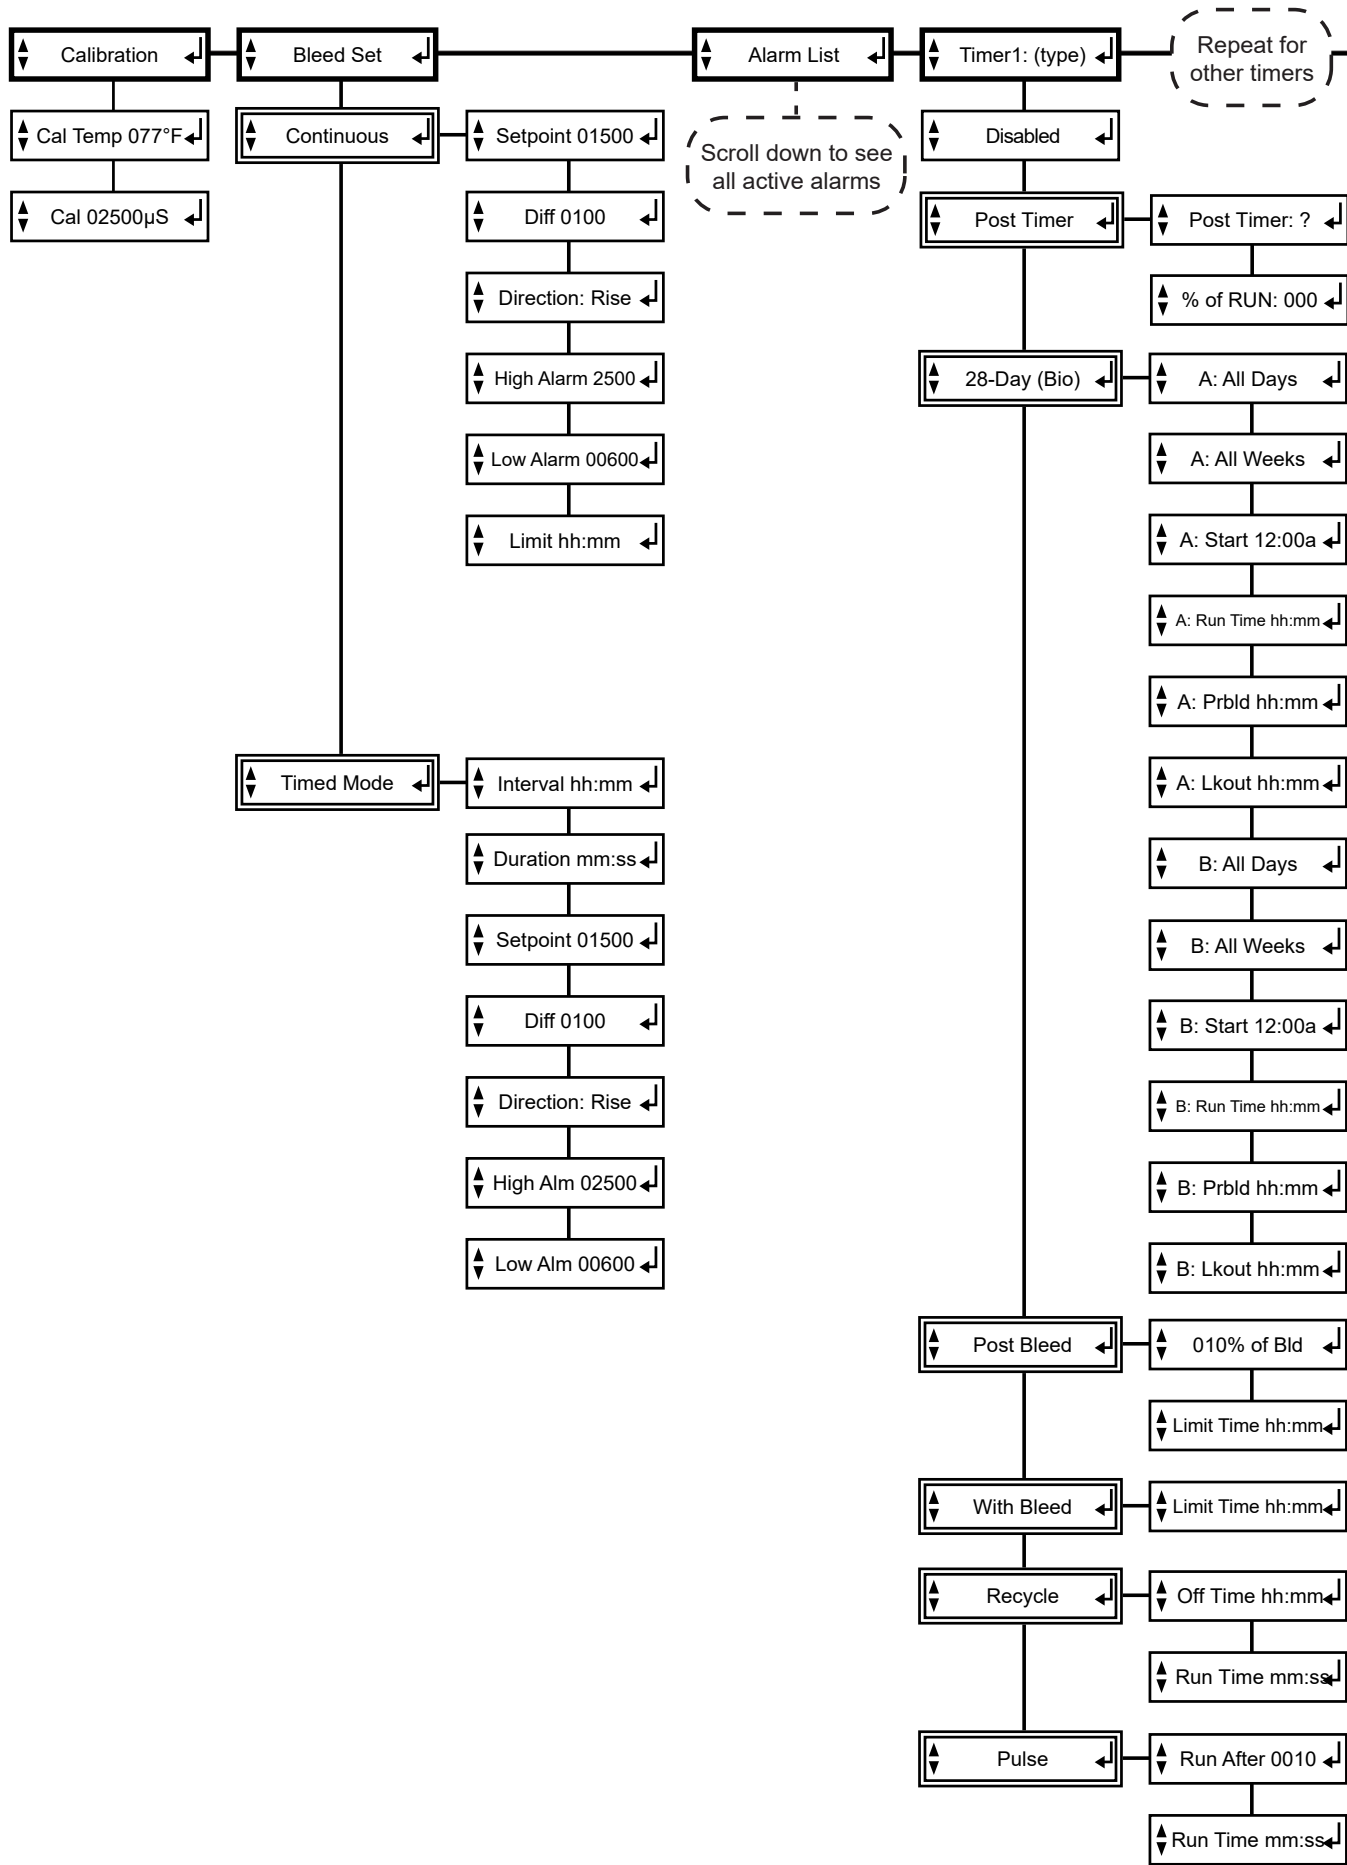 Calibration
Bleed Set
Alarm List
Timer1: (type)
Repeat for
other timers
Cal Temp 077°F
Cal 02500µS
Continuous
Setpoint 01500
Diff 0100
Direction: Rise
High Alarm 2500
Low Alarm 00600
Limit hh:mm
Timed Mode
Interval hh:mm
Duration mm:ss
Setpoint 01500
Diff 0100
Direction: Rise
High Alm 02500
Low Alm 00600
Scroll down to see
all active alarms
Disabled
Post Timer
Post Timer: ?
% of RUN: 000
28-Day (Bio)
A: All Days
A: All Weeks
A: Start 12:00a
A: Run Time hh:mm
A: Prbld hh:mm
A: Lkout hh:mm
B: All Days
B: All Weeks
B: Start 12:00a
B: Run Time hh:mm
B: Prbld hh:mm
B: Lkout hh:mm
Post Bleed
010% of Bld
Limit Time hh:mm
With Bleed
Limit Time hh:mm
Recycle
Off Time hh:mm
Run Time mm:ss
Pulse
Run After 0010
Run Time mm:ss